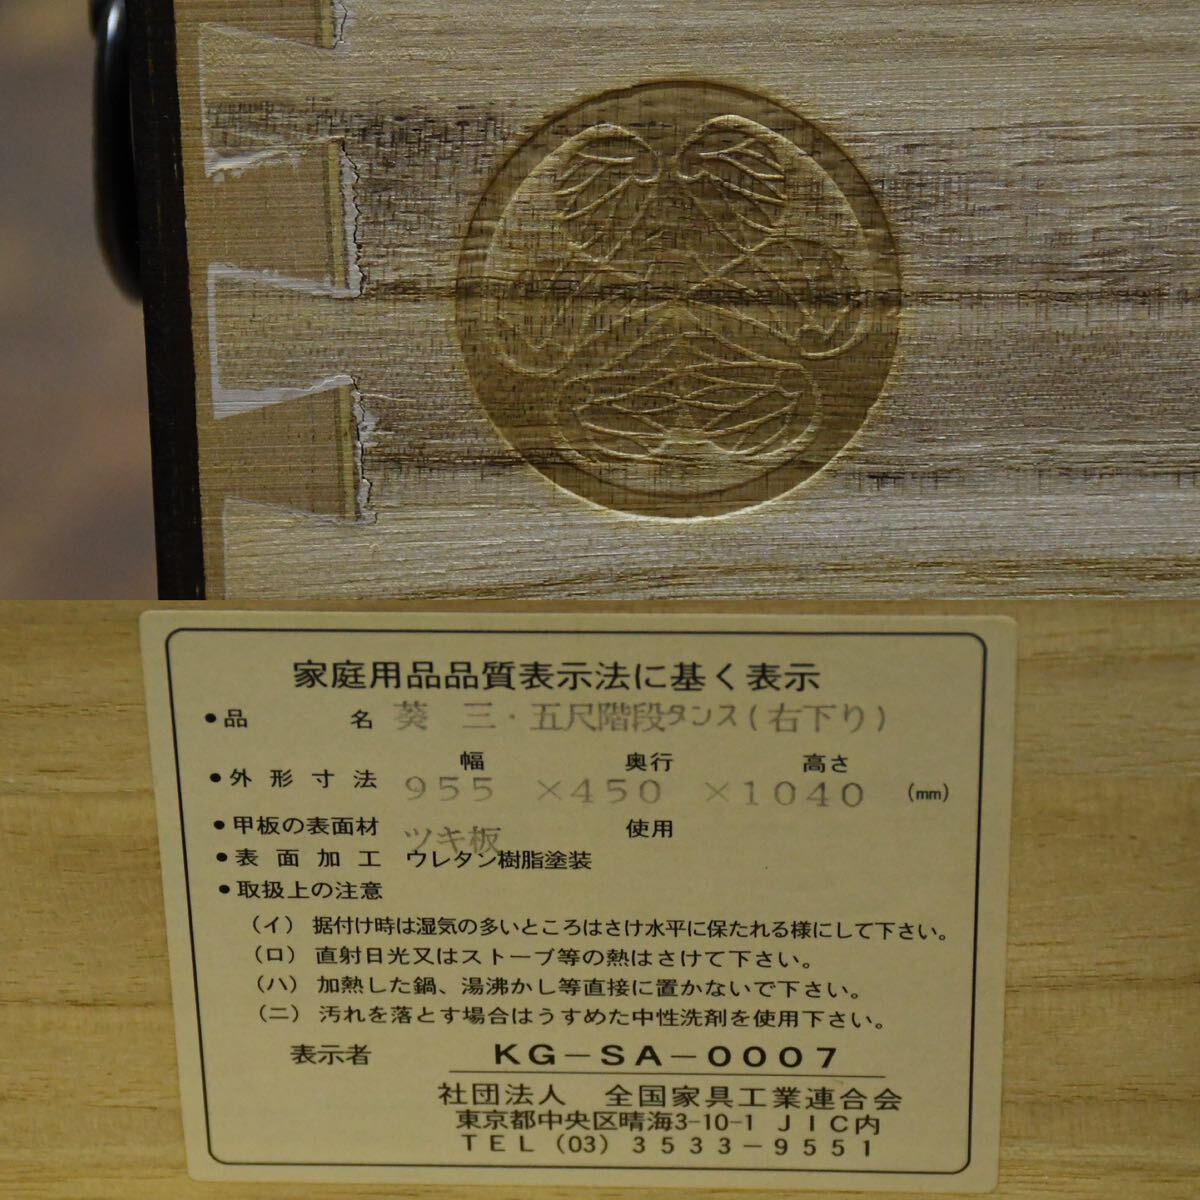 家庭用品品質表示法に基く表示
●品名 葵 三・五尺階段タンス(右下り)
幅 奥行 高さ
●外形寸法 955 ×450 ×1040 (mm)
●甲板の表面材 ツキ板 使用
●表面加工 ウレタン樹脂塗装
●取扱上の注意
(イ) 据付け時は湿気の多いところはさけ水平に保たれる様にして下さい。
(ロ) 直射日光又はストーブ等の熱はさけて下さい。
(ハ) 加熱した鍋、湯沸かし等直接に置かないで下さい。
(ニ) 汚れを落とす場合はうすめた中性洗剤を使用下さい。
表示者 KG-SA-0007
社団法人 全国家具工業連合会
東京都中央区晴海3-10-1 JIC内
TEL (03) 3533-9551